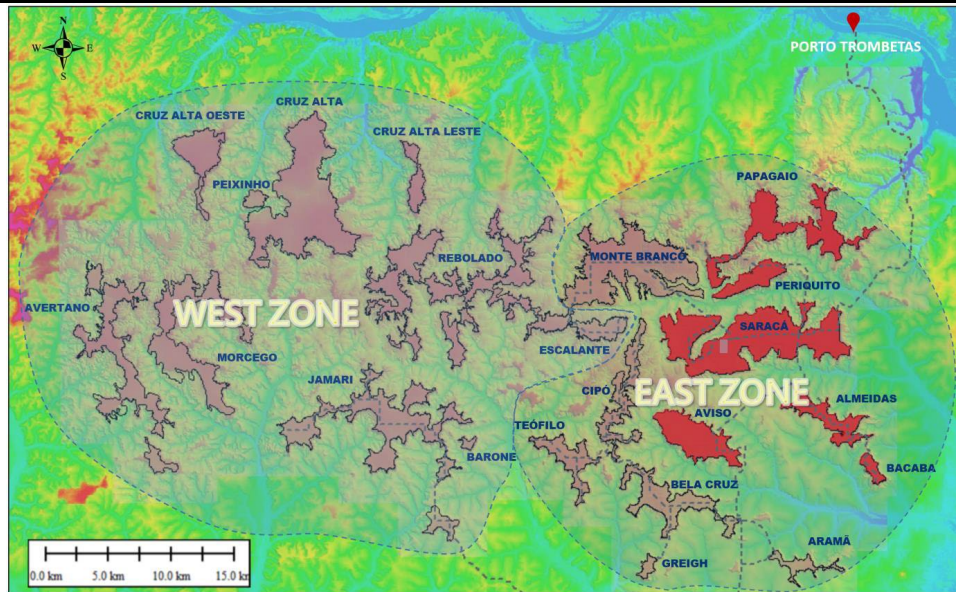 N
W E
S
PORTO TROMBETAS
CRUZ ALTA
CRUZ ALTA OESTE
CRUZ ALTA LESTE
PEIXINHO
PAPAGAIO
REBOLADO
MONTE BRANCO
PERIQUITO
AVERTANO
WEST ZONE
SARACÁ
ESCALANTE
MORCEGO
JAMARI
CIPÓ
EAST ZONE
ALMEIDAS
AVISO
TEÓFILO
BARONE
BACABA
BELA CRUZ
ARAMÃ
GREIGH
0.0 km 5.0 km 10.0 km 15.0 k